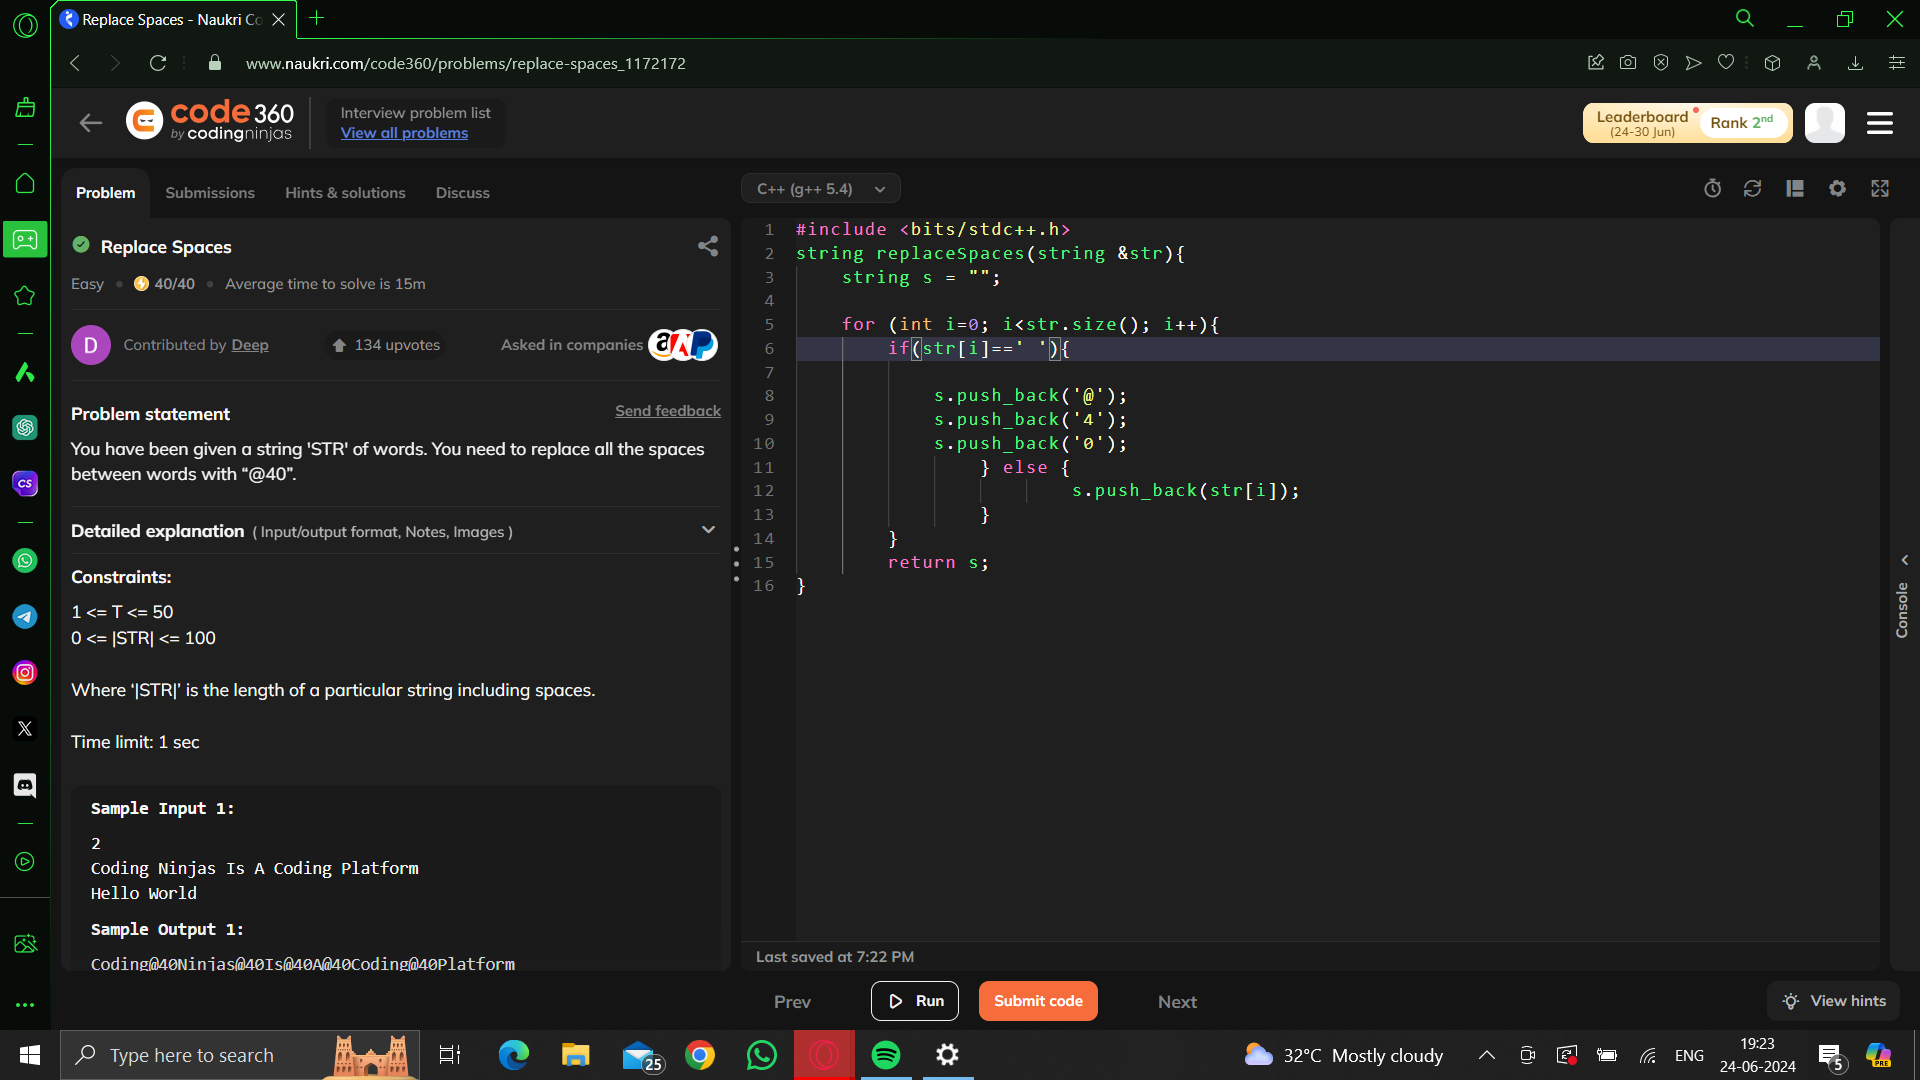 Replace Spaces - Naukri Co
www.naukri.com/code360/problems/replace-spaces_1172172
code 360
by codingninjas
Interview problem list
View all problems
Leaderboard
(24-30 Jun)
Rank 2nd
Problem
Submissions
Hints & solutions
Discuss
C++ (g++ 5.4)
Replace Spaces
Easy
40/40
Average time to solve is 15m
D
Contributed by Deep
134 upvotes
Asked in companies
Problem statement
Send feedback
You have been given a string 'STR' of words. You need to replace all the spaces
between words with “@40”.
Detailed explanation ( Input/output format, Notes, Images )
Constraints:
1 <= T <= 50
0 <= |STR| <= 100
Where ‘|STR|’ is the length of a particular string including spaces.
Time limit: 1 sec
Sample Input 1:
2
Coding Ninjas Is A Coding Platform
Hello World
Sample Output 1:
Coding@40Ninjas@40Is@40A@40Coding@40Platform
1 #include <bits/stdc++.h>
2 string replaceSpaces(string &str){
3 string s = "";
4
5 for (int i=0; i<str.size(); i++){
6 if(str[i]==' '){
7
8 s.push_back('@');
9 s.push_back('4');
10 s.push_back('0');
11 } else {
12 s.push_back(str[i]);
13 }
14 }
15 return s;
16 }
Console
Last saved at 7:22 PM
Prev
Run
Submit code
Next
View hints
CS
Type here to search
25
32°C Mostly cloudy
ENG
19:23
24-06-2024
5
PRE